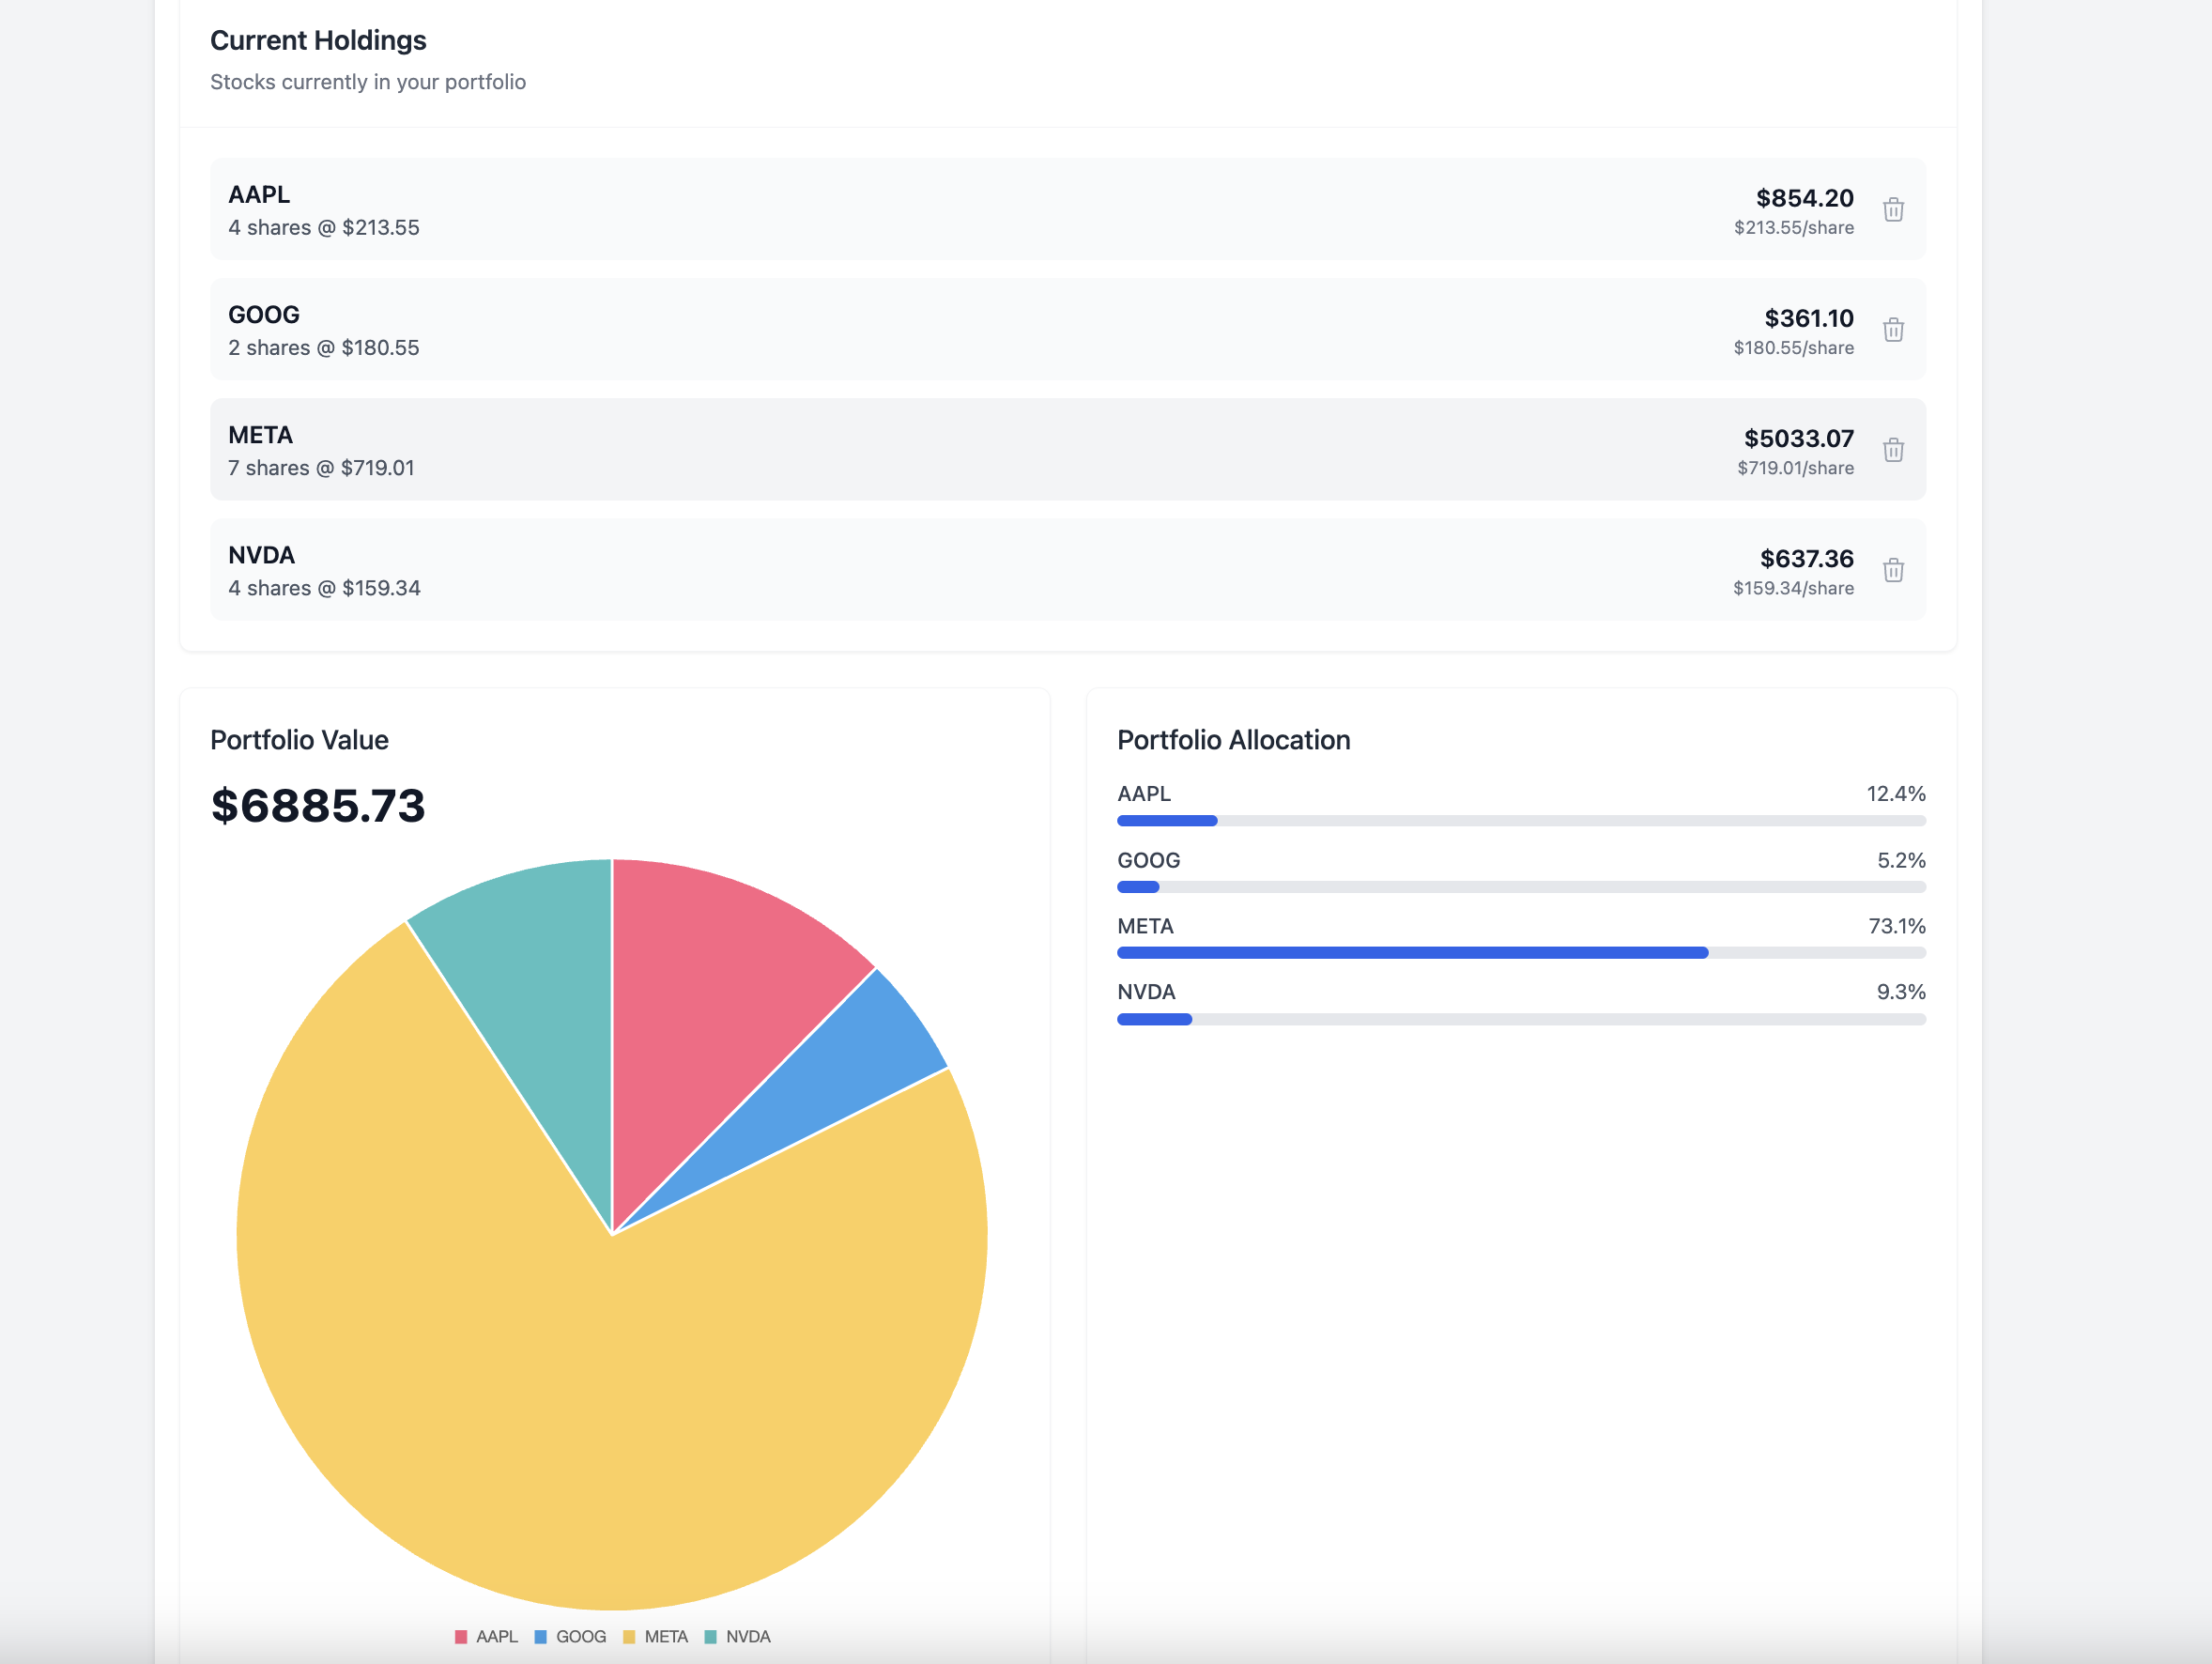 Current Holdings
Stocks currently in your portfolio
AAPL
4 shares @ $213.55
$854.20
$213.55/share
GOOG
2 shares @ $180.55
$361.10
$180.55/share
META
7 shares @ $719.01
$5033.07
$719.01/share
NVDA
4 shares @ $159.34
$637.36
$159.34/share
Portfolio Value
$6885.73
AAPL GOOG META NVDA
Portfolio Allocation
AAPL 12.4%
GOOG 5.2%
META 73.1%
NVDA 9.3%